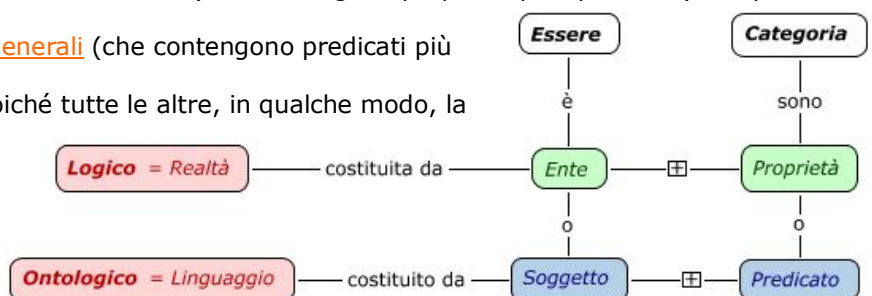 enerali (che contengono predicati più
oiché tutte le altre, in qualche modo, la
Essere Categoria
è sono
Logico = Realtà costituita da Ente Proprietà
o o
Ontologico = Linguaggio costituito da Soggetto Predicato